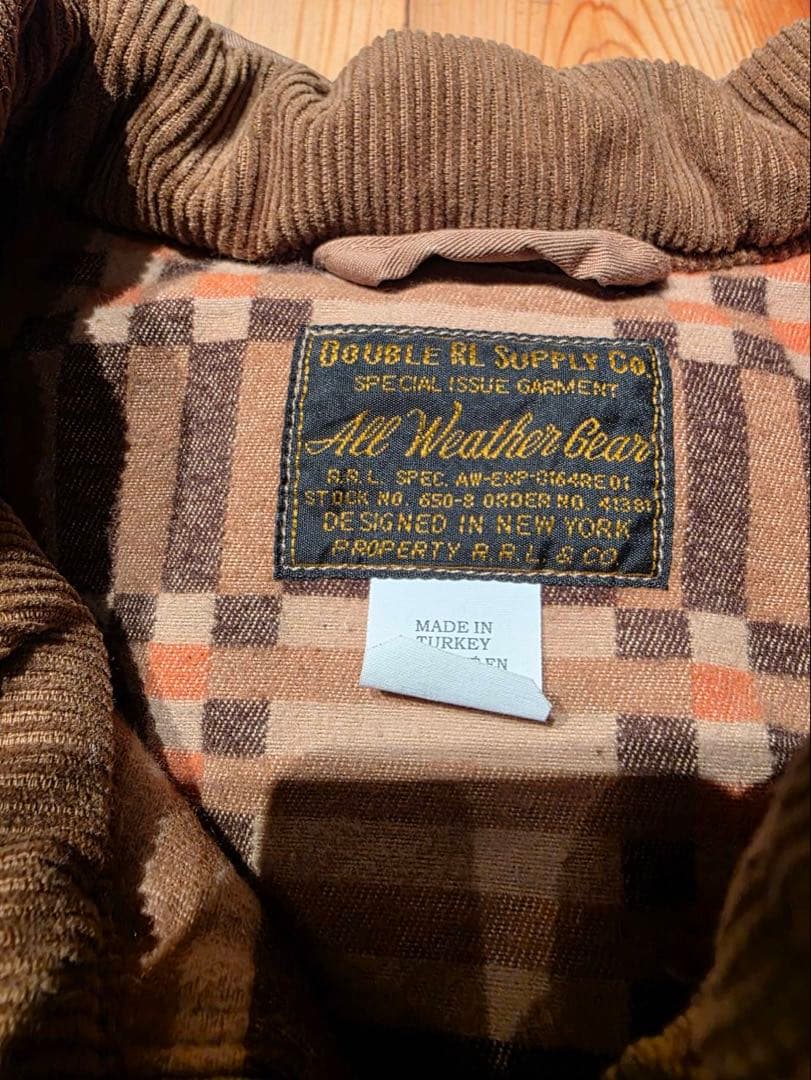 DOUBLE RL SUPPLY CO
SPECIAL ISSUE GARMENT
All Weather Gear
R.R.L. SPEC. AW-EXP-8164RE01
STOCK NO. 650-8 ORDER NO. 41381
DESIGNED IN NEW YORK
PROPERTY R.R.L. & CO
MADE IN
TURKEY